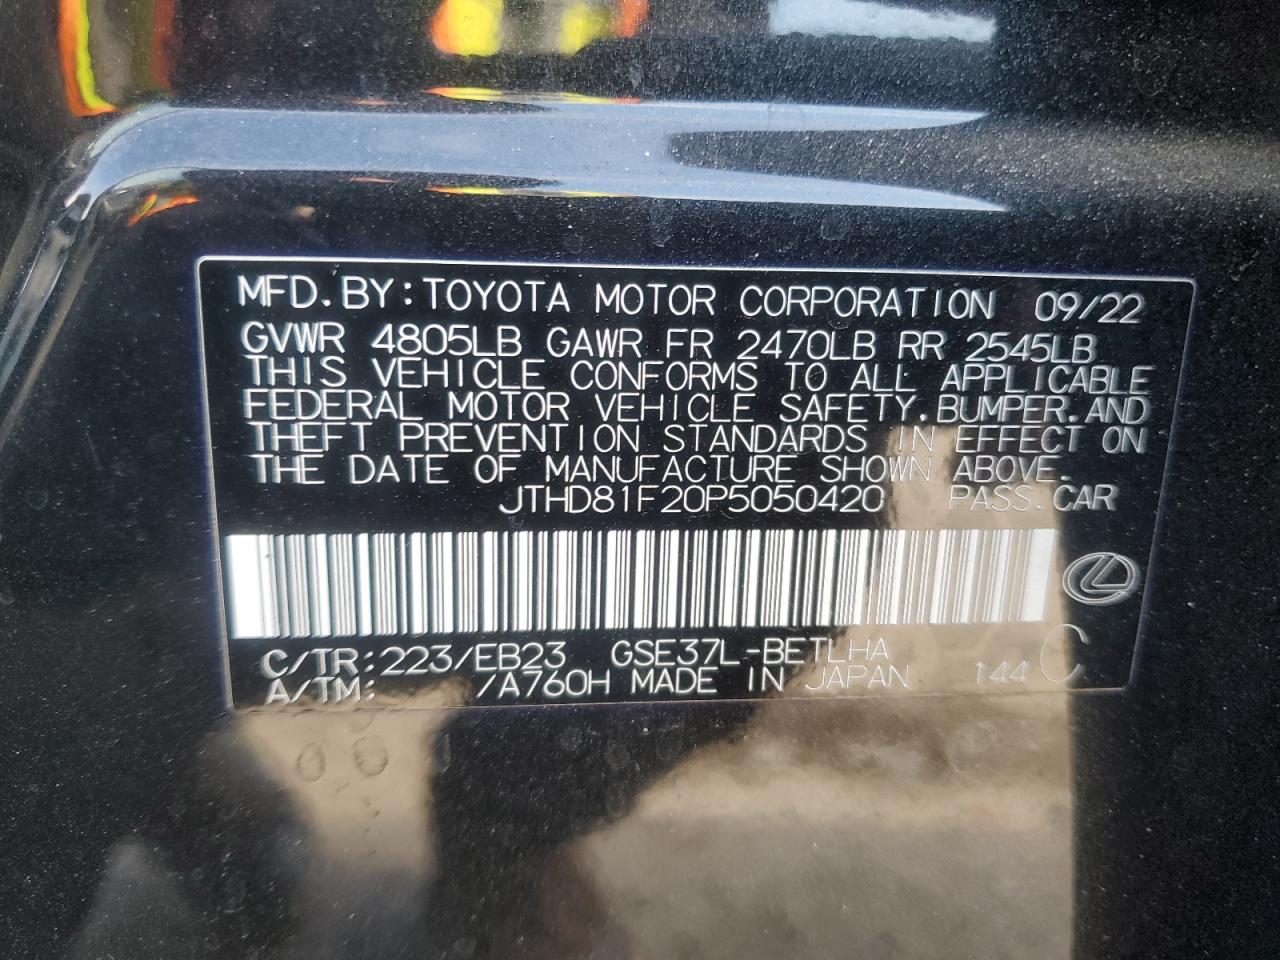 MFD.BY:TOYOTA MOTOR CORPORATION 09/22
GVWR 4805LB GAWR FR 2470LB RR 2545LB
THIS VEHICLE CONFORMS TO ALL APPLICABLE
FEDERAL MOTOR VEHICLE SAFETY,BUMPER,AND
THEFT PREVENTION STANDARDS IN EFFECT ON
THE DATE OF MANUFACTURE SHOWN ABOVE.
JTHD81F20P5050420 PASS.CAR
C/TR:223/EB23 GSE37L-BETLHA
A/TM: /A760H MADE IN JAPAN 144 C